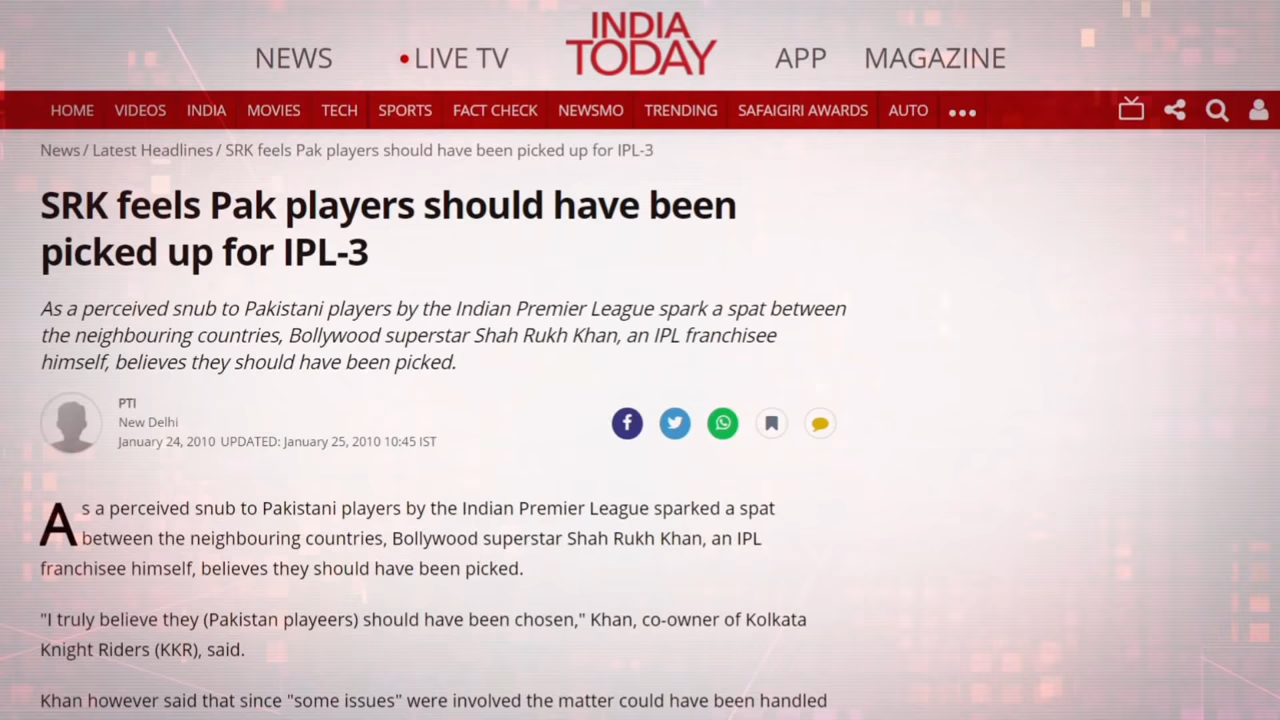 INDIA
TODAY
NEWS
LIVE TV
APP
MAGAZINE
HOME VIDEOS INDIA MOVIES TECH SPORTS FACT CHECK NEWSMO TRENDING SAFAIGIRI AWARDS AUTO
News / Latest Headlines / SRK feels Pak players should have been picked up for IPL-3
SRK feels Pak players should have been
picked up for IPL-3
As a perceived snub to Pakistani players by the Indian Premier League spark a spat between
the neighbouring countries, Bollywood superstar Shah Rukh Khan, an IPL franchisee
himself, believes they should have been picked.
PTI
New Delhi
January 24, 2010 UPDATED: January 25, 2010 10:45 IST
As a perceived snub to Pakistani players by the Indian Premier League sparked a spat
between the neighbouring countries, Bollywood superstar Shah Rukh Khan, an IPL
franchisee himself, believes they should have been picked.
"I truly believe they (Pakistan playeers) should have been chosen," Khan, co-owner of Kolkata
Knight Riders (KKR), said.
Khan however said that since "some issues" were involved the matter could have been handled